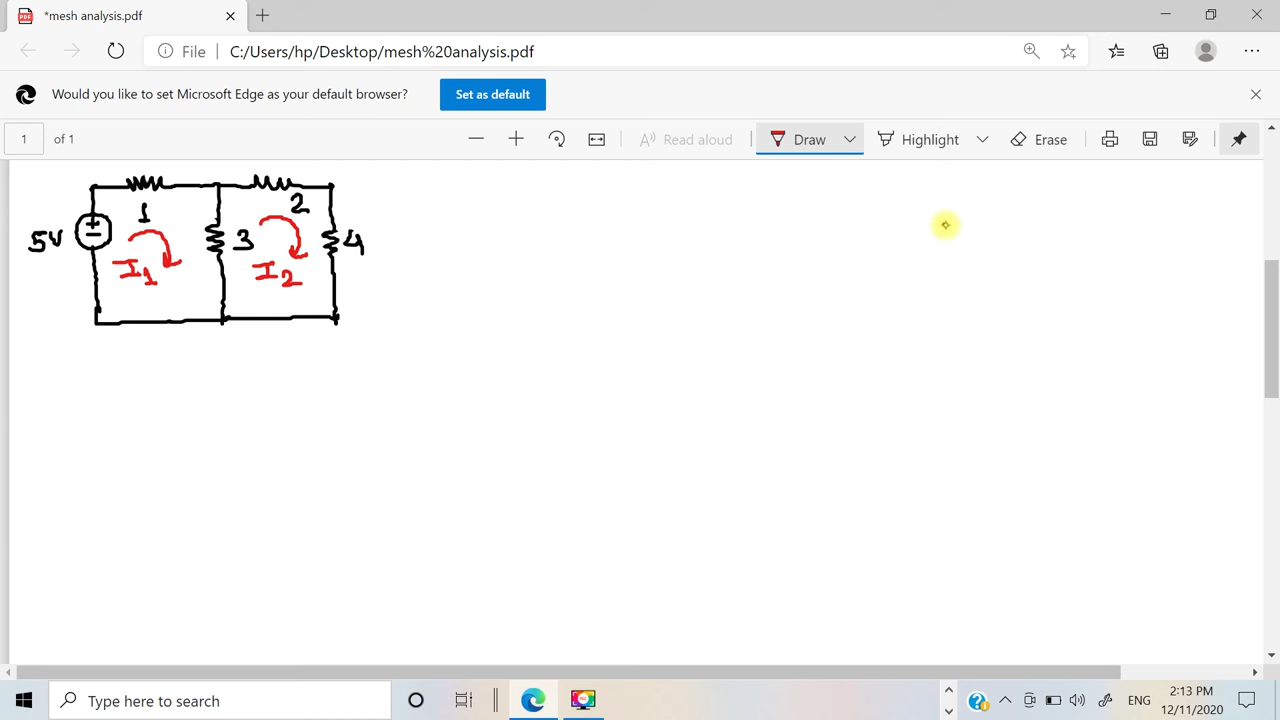 *mesh analysis.pdf
File C:/Users/hp/Desktop/mesh%20analysis.pdf
Would you like to set Microsoft Edge as your default browser? Set as default
1 of 1 Read aloud Draw Highlight Erase
1 2
5V 3 4
I1 I2
Type here to search
ENG
2:13 PM
12/11/2020